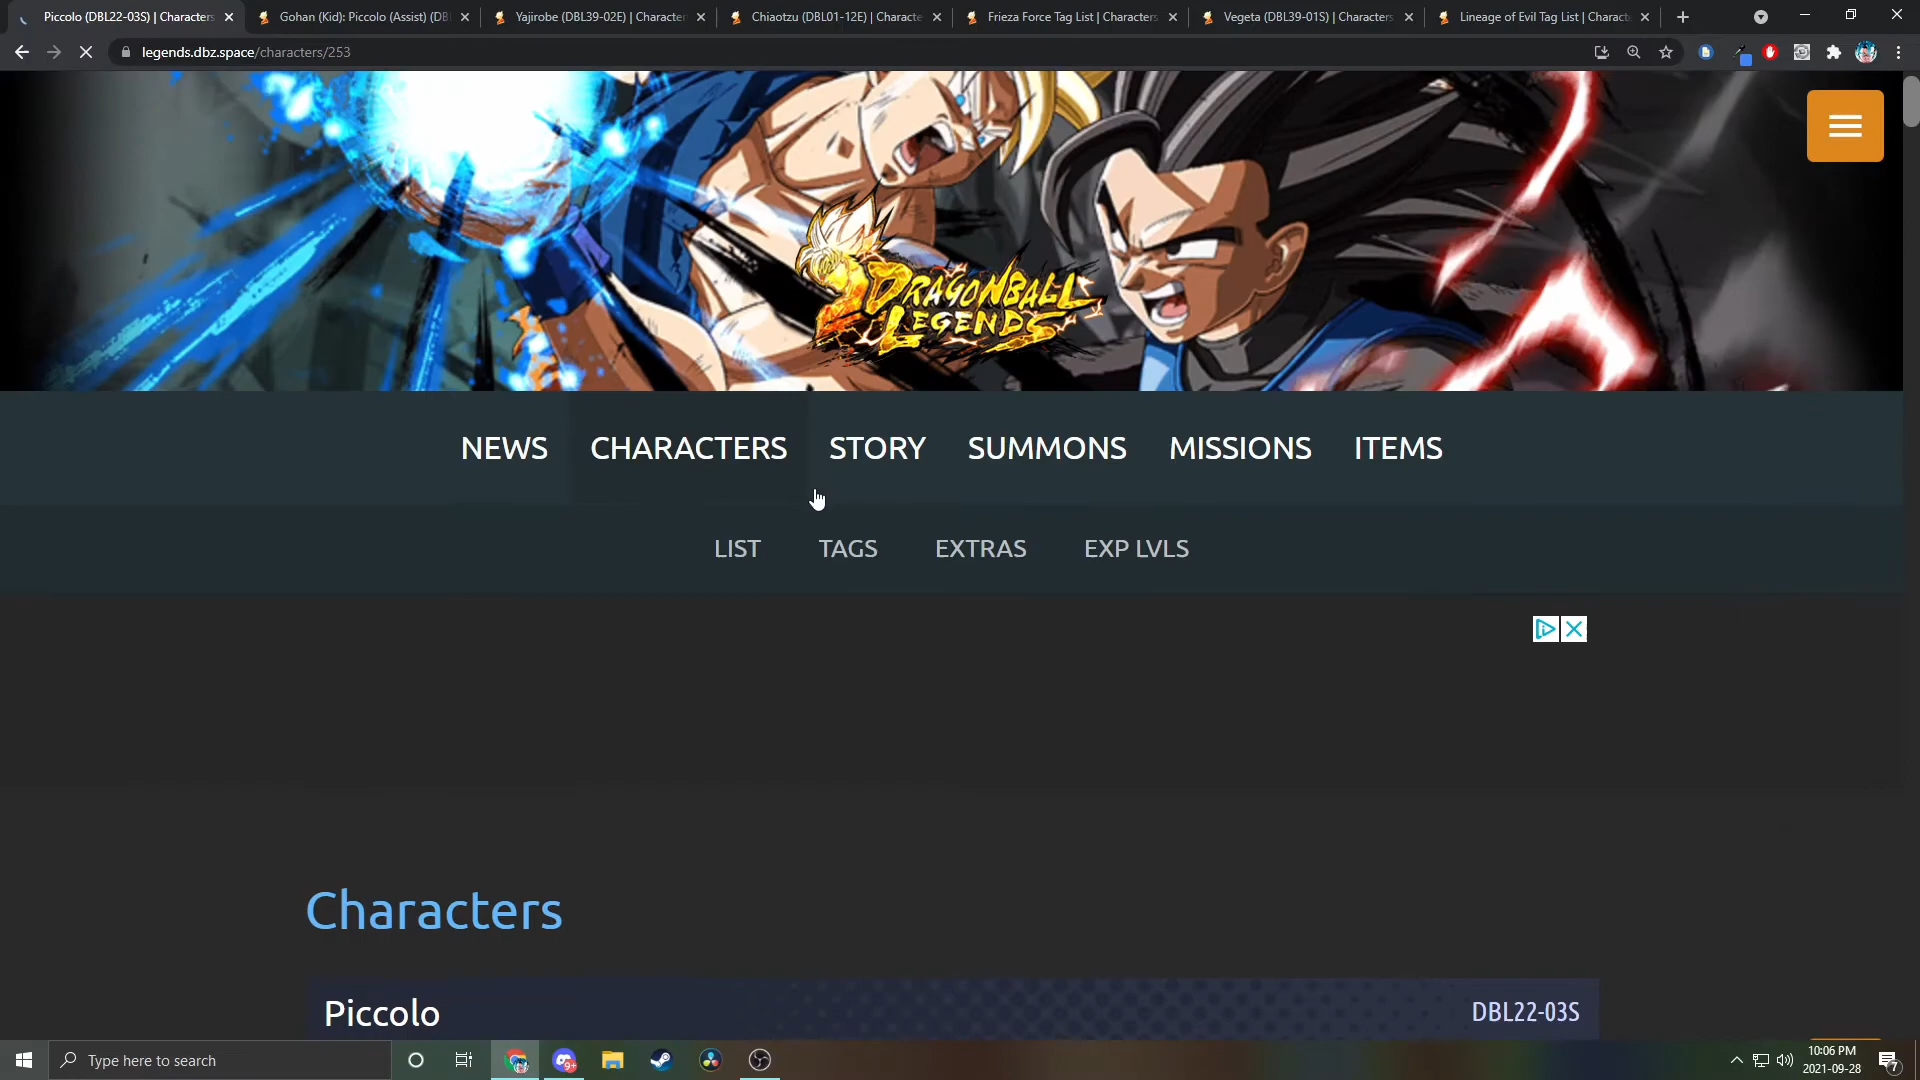 Piccolo (DBL22-03S) | Characters
Gohan (Kid): Piccolo (Assist) (DB
Yajirobe (DBL39-02E) | Character
Chiaotzu (DBL01-12E) | Characte
Frieza Force Tag List | Characters
Vegeta (DBL39-01S) | Characters
Lineage of Evil Tag List | Charact
legends.dbz.space/characters/253
DRAGONBALL
LEGENDS
NEWS CHARACTERS STORY SUMMONS MISSIONS ITEMS
LIST TAGS EXTRAS EXP LVLS
Characters
Piccolo DBL22-03S
Type here to search
9+
10:06 PM
2021-09-28
7